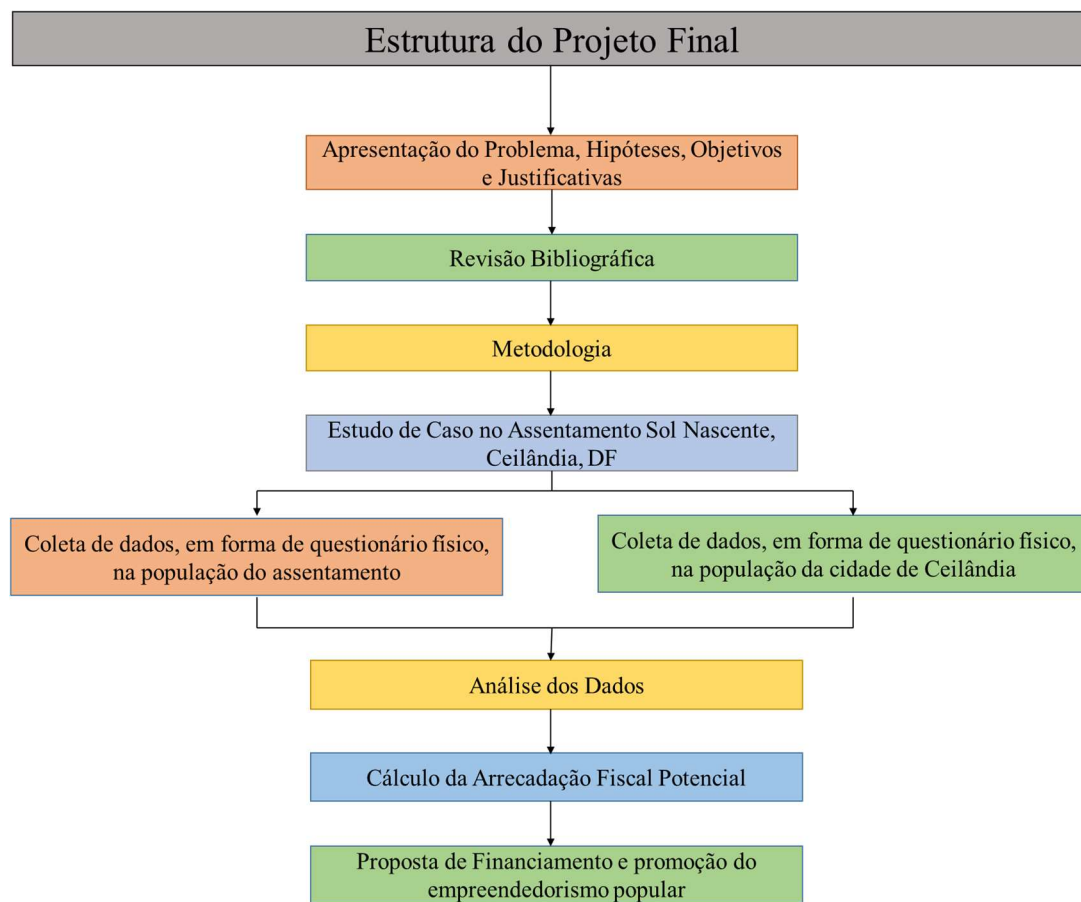 Estrutura do Projeto Final
Apresentação do Problema, Hipóteses, Objetivos
e Justificativas
Revisão Bibliográfica
Metodologia
Estudo de Caso no Assentamento Sol Nascente,
Ceilândia, DF
Coleta de dados, em forma de questionário físico,
na população do assentamento
Coleta de dados, em forma de questionário físico,
na população da cidade de Ceilândia
Análise dos Dados
Cálculo da Arrecadação Fiscal Potencial
Proposta de Financiamento e promoção do
empreendedorismo popular